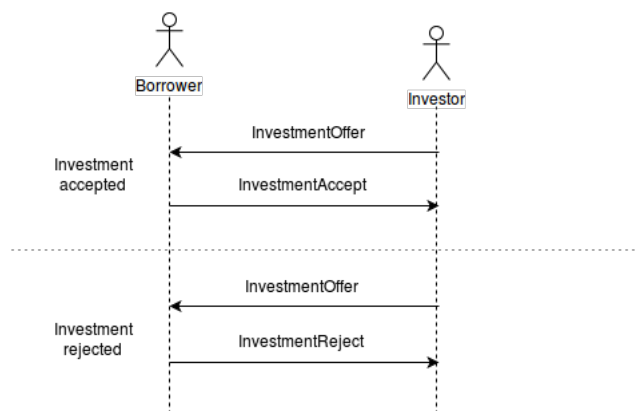 Borrower
Investor
InvestmentOffer
Investment
accepted
InvestmentAccept
InvestmentOffer
Investment
rejected
InvestmentReject